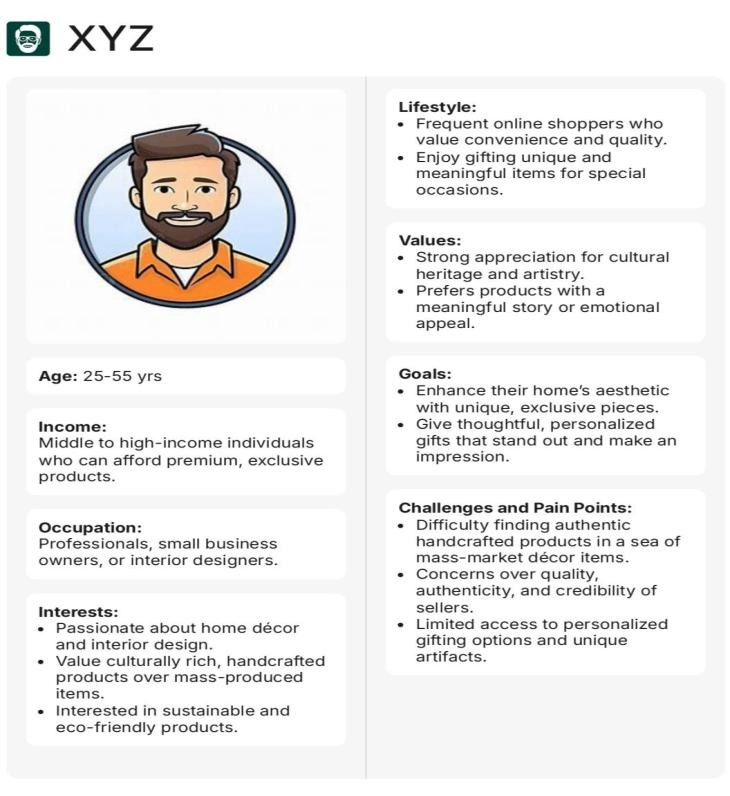 XYZ
Age: 25-55 yrs
Income:
Middle to high-income individuals
who can afford premium, exclusive
products.
Occupation:
Professionals, small business
owners, or interior designers.
Interests:
• Passionate about home décor
and interior design.
• Value culturally rich, handcrafted
products over mass-produced
items.
• Interested in sustainable and
eco-friendly products.
Lifestyle:
• Frequent online shoppers who
value convenience and quality.
• Enjoy gifting unique and
meaningful items for special
occasions.
Values:
• Strong appreciation for cultural
heritage and artistry.
• Prefers products with a
meaningful story or emotional
appeal.
Goals:
• Enhance their home’s aesthetic
with unique, exclusive pieces.
• Give thoughtful, personalized
gifts that stand out and make an
impression.
Challenges and Pain Points:
• Difficulty finding authentic
handcrafted products in a sea of
mass-market décor items.
• Concerns over quality,
authenticity, and credibility of
sellers.
• Limited access to personalized
gifting options and unique
artifacts.